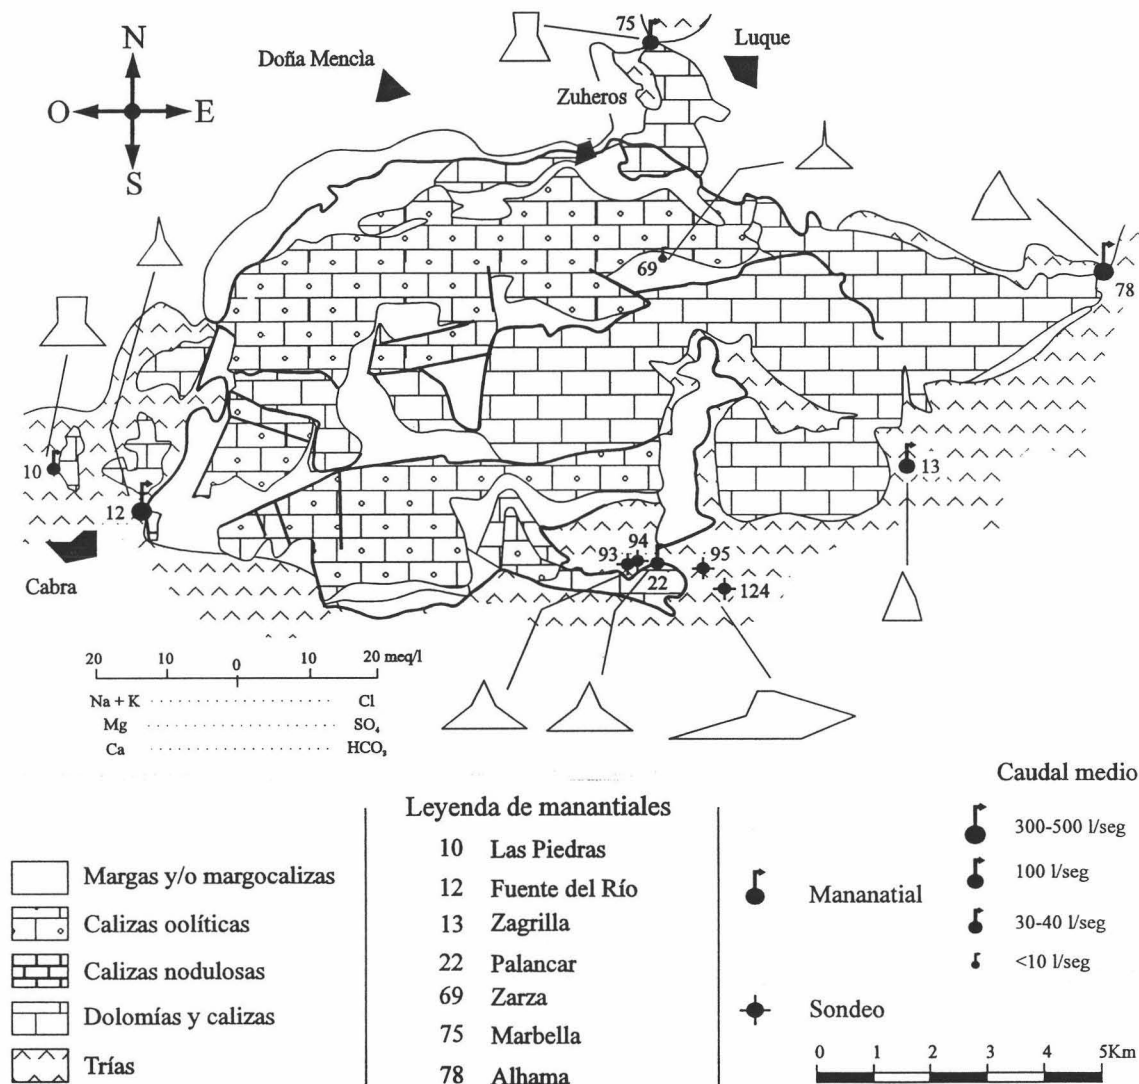 N
O
E
S
Doña Mencia
75
Luque
Zuheros
69
78
10
12
13
Cabra
93
94
22
95
124
20
10
0
10
20 meq/l
Na + K
Cl
Mg
SO₄
Ca
HCO₃
Margas y/o margocalizas
Calizas oolíticas
Calizas nodulosas
Dolomías y calizas
Trías
Leyenda de manantiales
10 Las Piedras
12 Fuente del Río
13 Zagrilla
22 Palancar
69 Zarza
75 Marbella
78 Alhama
Mananatial
Sondeo
Caudal medio
300-500 l/seg
100 l/seg
30-40 l/seg
<10 l/seg
0 1 2 3 4 5Km